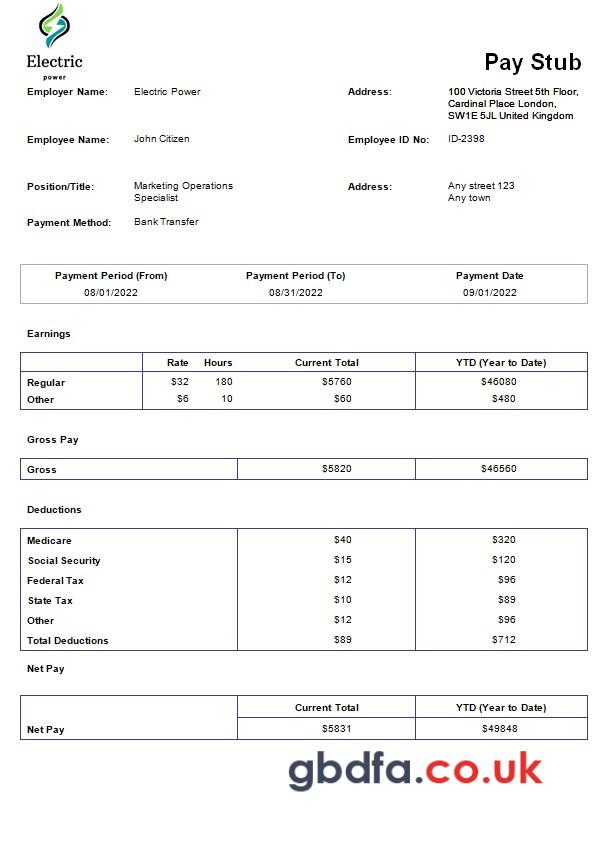 Electric
power
Pay Stub
Employer Name: Electric Power Address: 100 Victoria Street 5th Floor,
Cardinal Place London,
SW1E 5JL United Kingdom
Employee Name: John Citizen Employee ID No: ID-2398
Position/Title: Marketing Operations Address: Any street 123
Specialist Any town
Payment Method: Bank Transfer
Payment Period (From) Payment Period (To) Payment Date
08/01/2022 08/31/2022 09/01/2022
Earnings
Rate Hours Current Total YTD (Year to Date)
Regular $32 180 $5760 $46080
Other $6 10 $60 $480
Gross Pay
Gross $5820 $46560
Deductions
Medicare $40 $320
Social Security $15 $120
Federal Tax $12 $96
State Tax $10 $89
Other $12 $96
Total Deductions $89 $712
Net Pay
Current Total YTD (Year to Date)
Net Pay $5831 $49848
gbdfa.co.uk